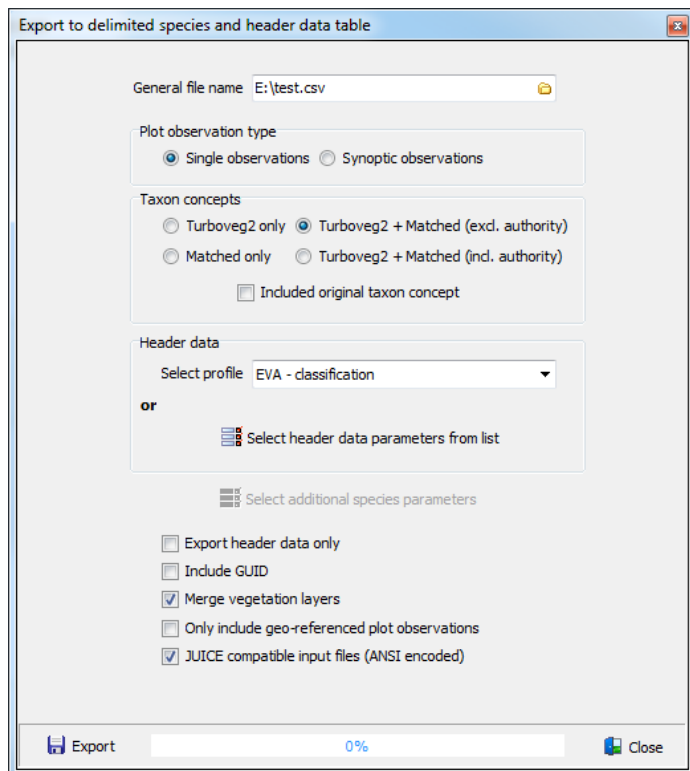 Export to delimited species and header data table
General file name E:\test.csv
Plot observation type
Single observations Synoptic observations
Taxon concepts
Turboveg2 only Turboveg2 + Matched (excl. authority)
Matched only Turboveg2 + Matched (incl. authority)
Included original taxon concept
Header data
Select profile EVA - classification
or
Select header data parameters from list
Select additional species parameters
Export header data only
Include GUID
Merge vegetation layers
Only include geo-referenced plot observations
JUICE compatible input files (ANSI encoded)
Export 0% Close